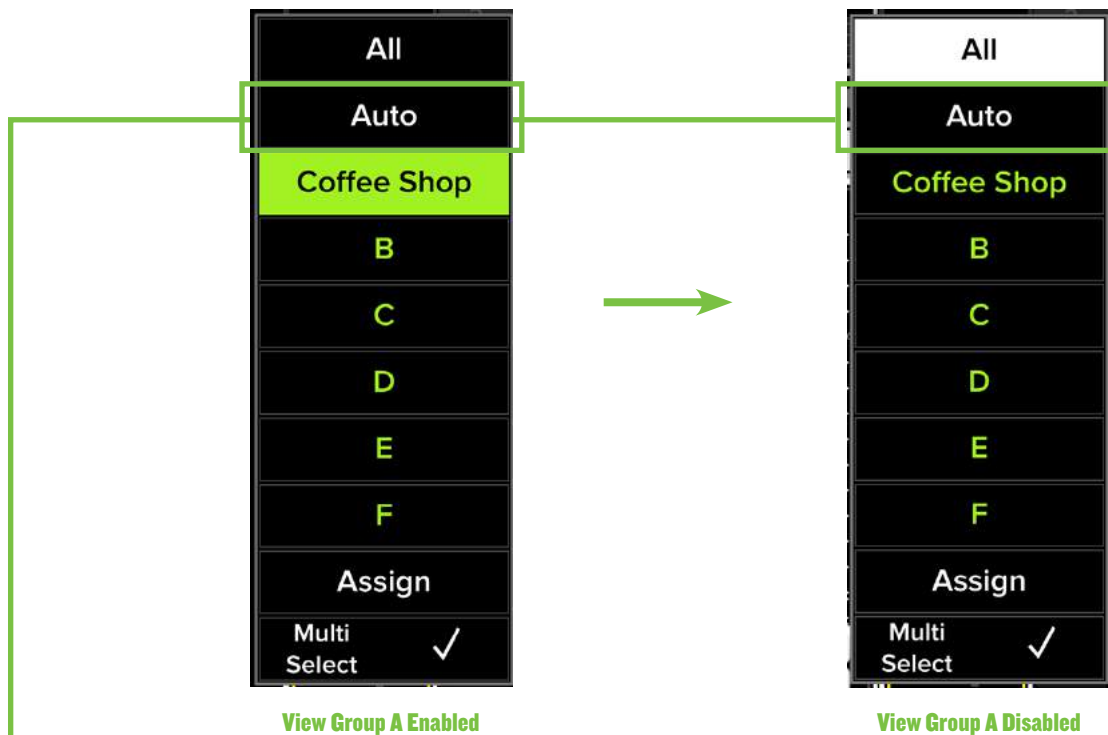 All
Auto
Coffee Shop
B
C
D
E
F
Assign
Multi
Select
View Group A Enabled
All
Auto
Coffee Shop
B
C
D
E
F
Assign
Multi
Select
View Group A Disabled